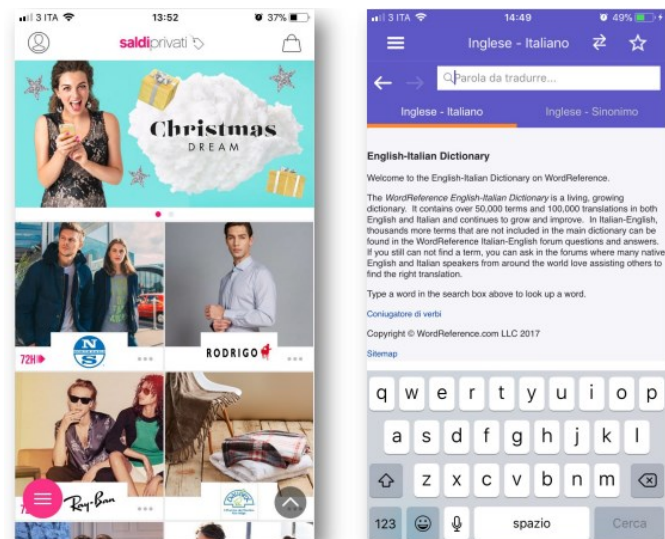 3 ITA
13:52
37%
saldiprivati
Christmas
DREAM
72H
N
S
RODRIGO
Ray-Ban
3 ITA
14:49
49%
Inglese - Italiano
Parola da tradurre...
Inglese - Italiano
Inglese - Sinonimo
English-Italian Dictionary
Welcome to the English-Italian Dictionary on WordReference.
The WordReference English-Italian Dictionary is a living, growing
dictionary. It contains over 50,000 terms and 100,000 translations in both
English and Italian and continues to grow and improve. In Italian-English,
thousands more terms that are not included in the main dictionary can be
found in the WordReference Italian-English forum questions and answers.
If you still can not find a term, you can ask in the forums where many native
English and Italian speakers from around the world love assisting others to
find the right translation.
Type a word in the search box above to look up a word.
Coniugatore di verbi
Copyright © WordReference.com LLC 2017
Sitemap
q w e r t y u i o p
a s d f g h j k l
z x c v b n m
123
spazio
Cerca